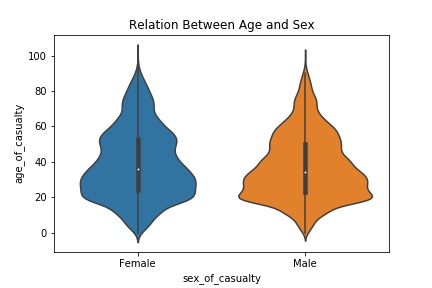 Relation Between Age and Sex
100
80
60
40
20
0
age_of_casualty
Female Male
sex_of_casualty